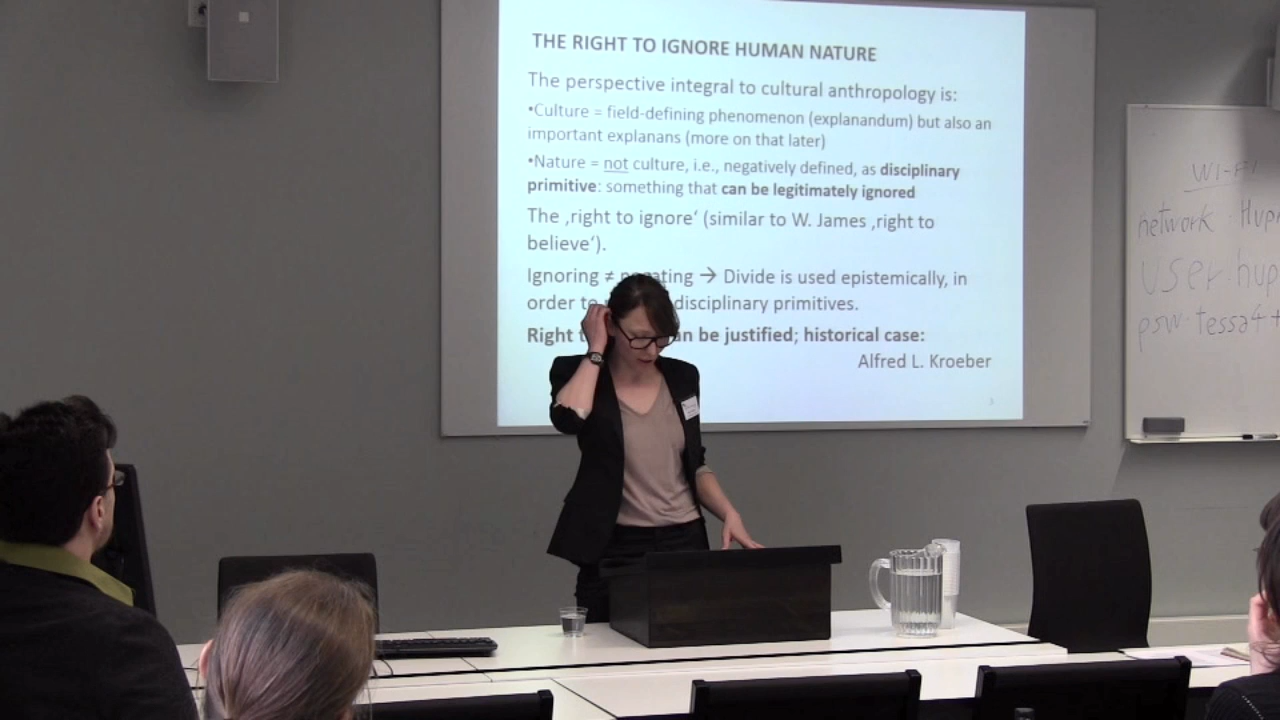 THE RIGHT TO IGNORE HUMAN NATURE
The perspective integral to cultural anthropology is:
•Culture = field-defining phenomenon (explanandum) but also an
important explanans (more on that later)
•Nature = not culture, i.e., negatively defined, as disciplinary
primitive: something that can be legitimately ignored
The ‚right to ignore‘ (similar to W. James ‚right to
believe‘).
Ignoring ≠ → Divide is used epistemically, in
order to disciplinary primitives.
Right be justified; historical case:
Alfred L. Kroeber
3
WI-FI
network
user
psw